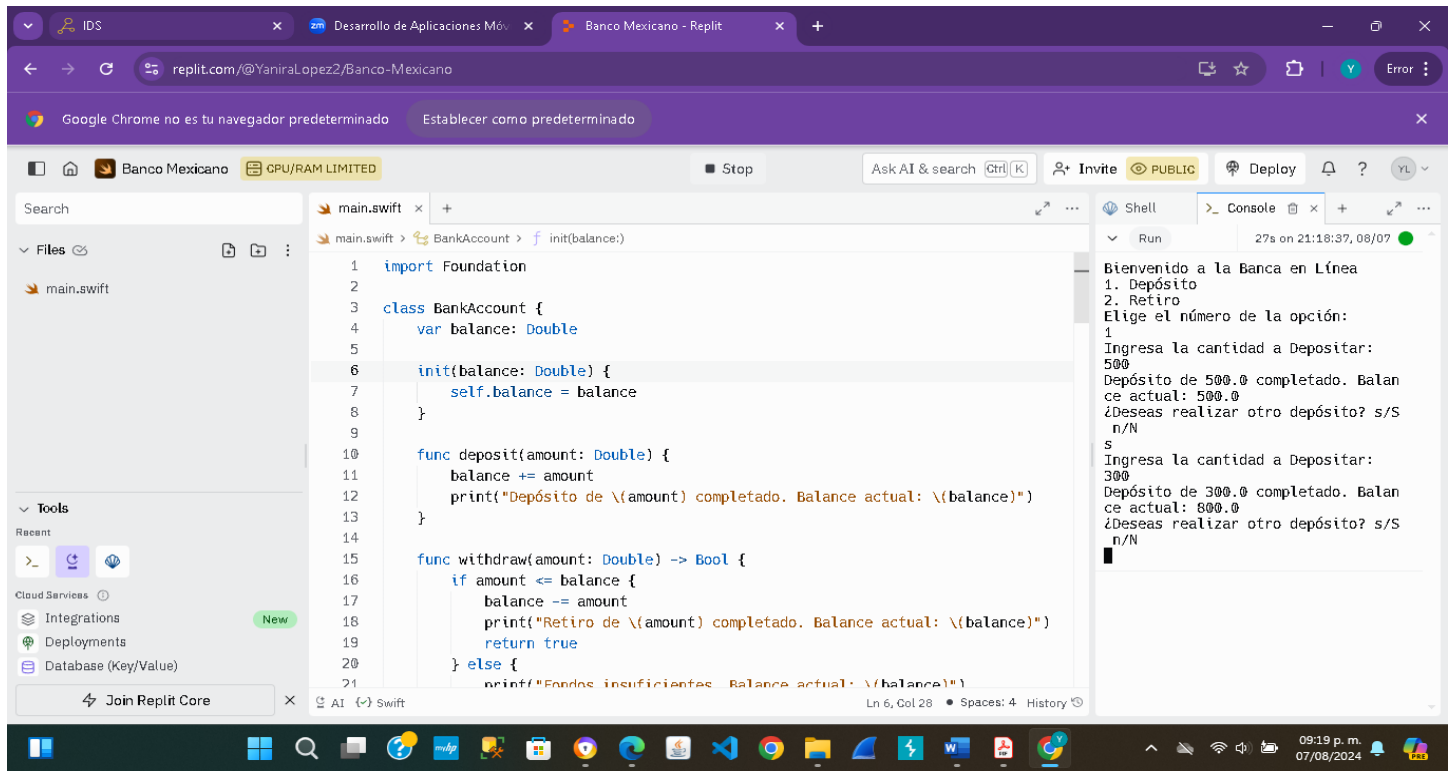 IDS
Desarrollo de Aplicaciones Móv
Banco Mexicano - Replit
replit.com/@YaniraLopez2/Banco-Mexicano
Y
Error
Google Chrome no es tu navegador predeterminado
Establecer como predeterminado
Banco Mexicano
CPU/RAM LIMITED
Stop
Ask AI & search Ctrl K
Invite
PUBLIC
Deploy
?
YL
Search
Files
main.swift
Tools
Recent
Cloud Services
Integrations
New
Deployments
Database (Key/Value)
Join Replit Core
main.swift
main.swift > BankAccount > f init(balance:)
1 import Foundation
2
3 class BankAccount {
4 var balance: Double
5
6 init(balance: Double) {
7 self.balance = balance
8 }
9
10 func deposit(amount: Double) {
11 balance += amount
12 print("Depósito de \(amount) completado. Balance actual: \(balance)")
13 }
14
15 func withdraw(amount: Double) -> Bool {
16 if amount <= balance {
17 balance -= amount
18 print("Retiro de \(amount) completado. Balance actual: \(balance)")
19 return true
20 } else {
21 print("Fondos insuficientes. Balance actual: \(balance)")
AI {} Swift
Ln 6, Col 28 • Spaces: 4 History
Shell
>_ Console
Run
27s on 21:18:37, 08/07
Bienvenido a la Banca en Línea
1. Depósito
2. Retiro
Elige el número de la opción:
1
Ingresa la cantidad a Depositar:
500
Depósito de 500.0 completado. Balan
ce actual: 500.0
¿Deseas realizar otro depósito? s/S
n/N
s
Ingresa la cantidad a Depositar:
300
Depósito de 300.0 completado. Balan
ce actual: 800.0
¿Deseas realizar otro depósito? s/S
n/N
09:19 p. m.
07/08/2024